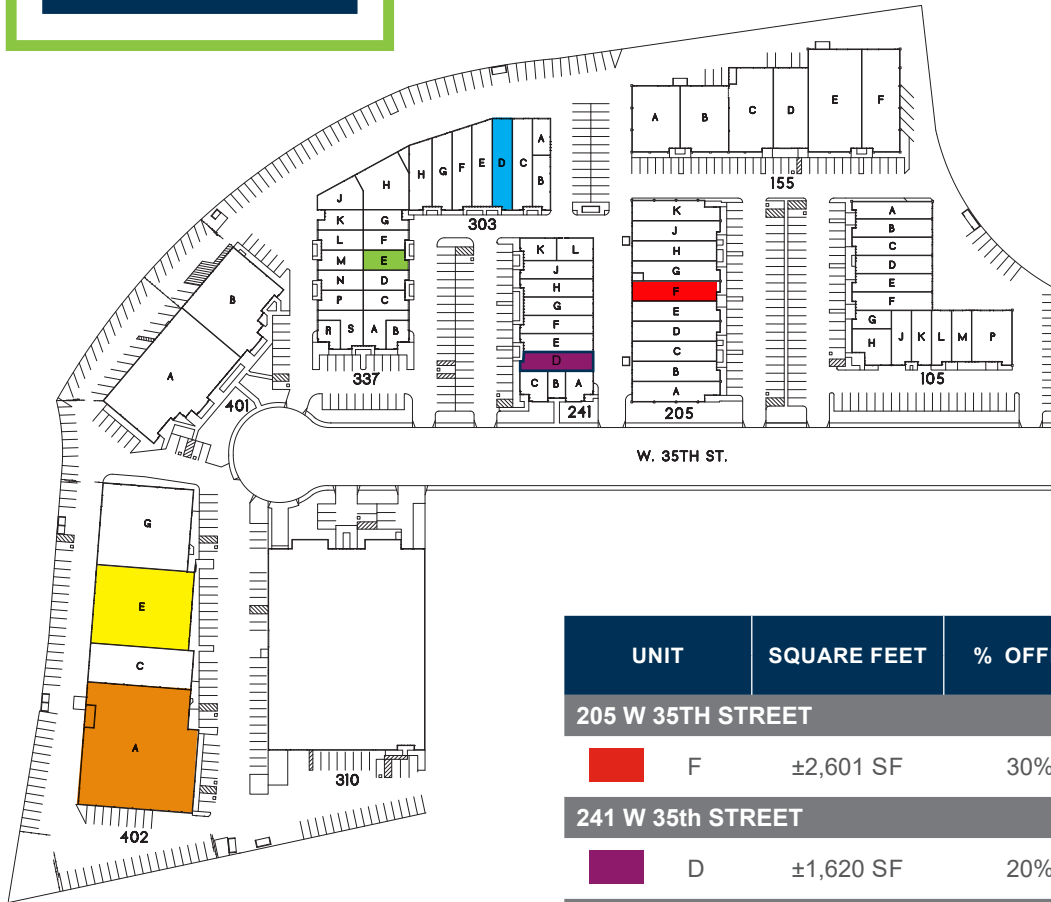 A B C D E F
155
H G F E D C A
B
303
J H
K G
L F
M E
N D
P C
R S A B
337
K L
J
H
G
F
E
D
C B A
241
K
J
H
G
F
E
D
C
B
A
205
A
B
C
D
E
F
G
H J K L M P
105
B
A
401
W. 35TH ST.
G
E
C
A
402
310
UNIT SQUARE FEET % OFF
205 W 35TH STREET
F ±2,601 SF 30%
241 W 35th STREET
D ±1,620 SF 20%